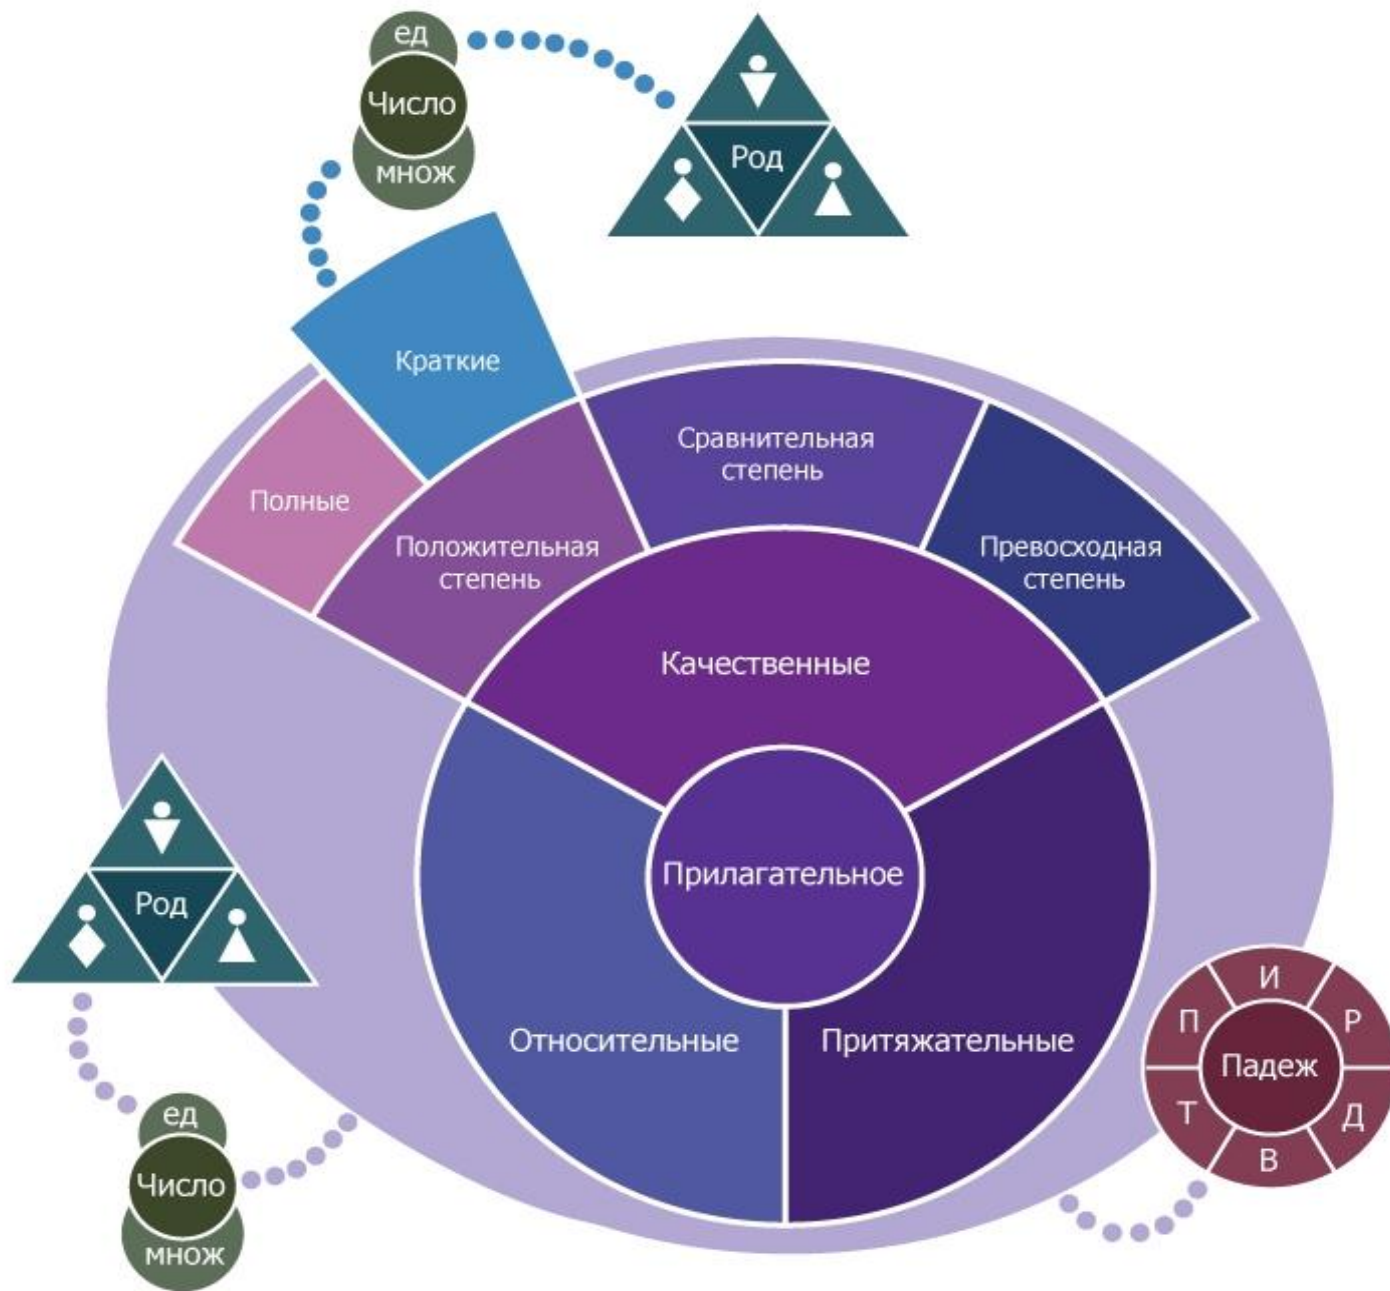 ед
Число
множ
Род
Краткие
Полные
Положительная
степень
Сравнительная
степень
Превосходная
степень
Качественные
Прилагательное
Относительные
Притяжательные
Род
ед
Число
множ
И
Р
Д
В
Т
П
Падеж